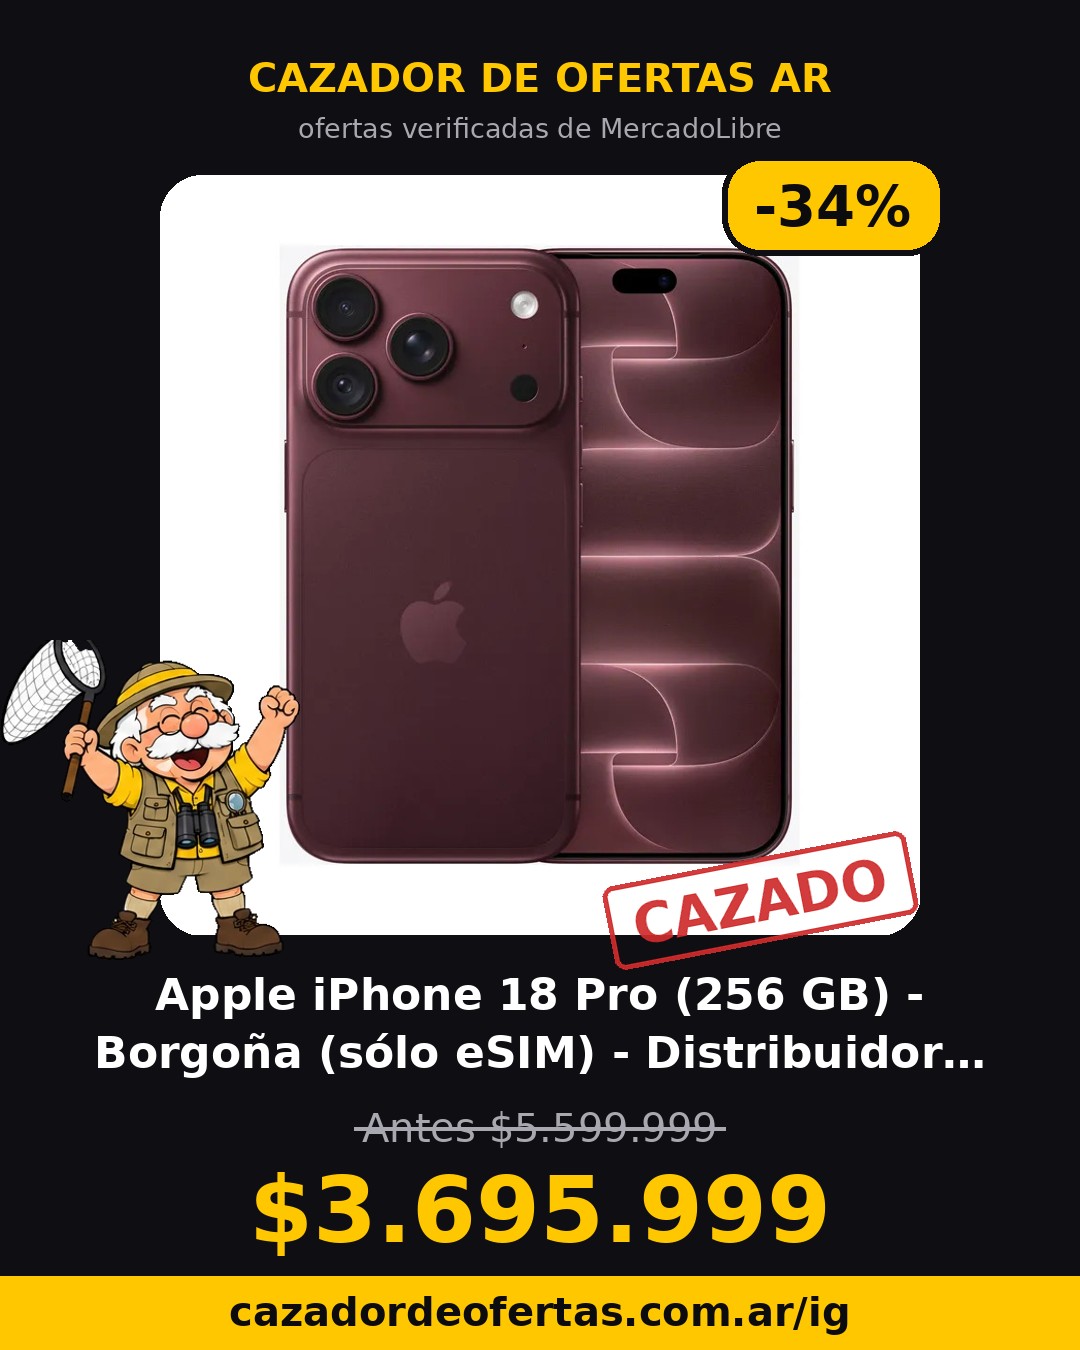 CAZADOR DE OFERTAS AR
ofertas verificadas de MercadoLibre
-34%
CAZADO
Apple iPhone 18 Pro (256 GB) -
Borgoña (sólo eSIM) - Distribuidor...
Antes $5.599.999
$3.695.999
cazadordeofertas.com.ar/ig